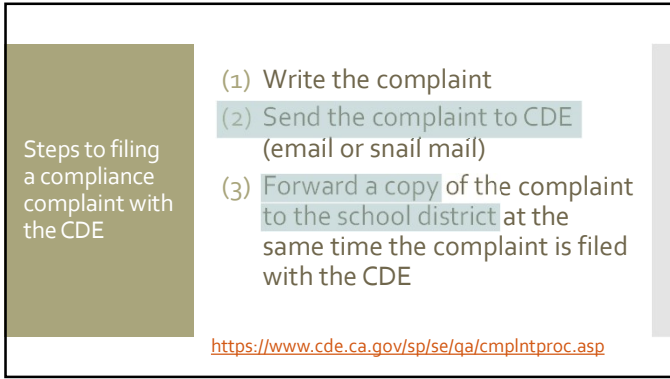 Steps to filing
a compliance
complaint with
the CDE
(1) Write the complaint
(2) Send the complaint to CDE
(email or snail mail)
(3) Forward a copy of the complaint
to the school district at the
same time the complaint is filed
with the CDE
https://www.cde.ca.gov/sp/se/qa/cmplntproc.asp